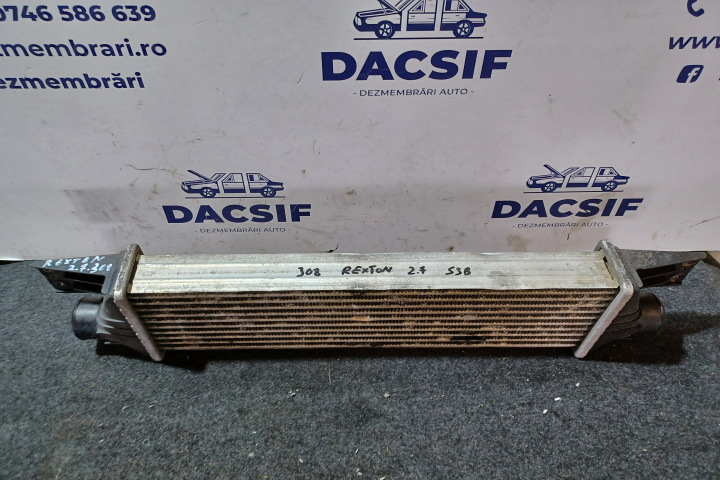 0746 586 639
ezmembrari.ro
ezmembrări
DACSIF
- DEZMEMBRĂRI AUTO -
www.
DACSIF
- DEZMEMBRĂRI AUTO -
DACSIF
- DEZMEMBRĂRI AUTO -
REXTON
2.7 308
308 REXTON 2.7 53B